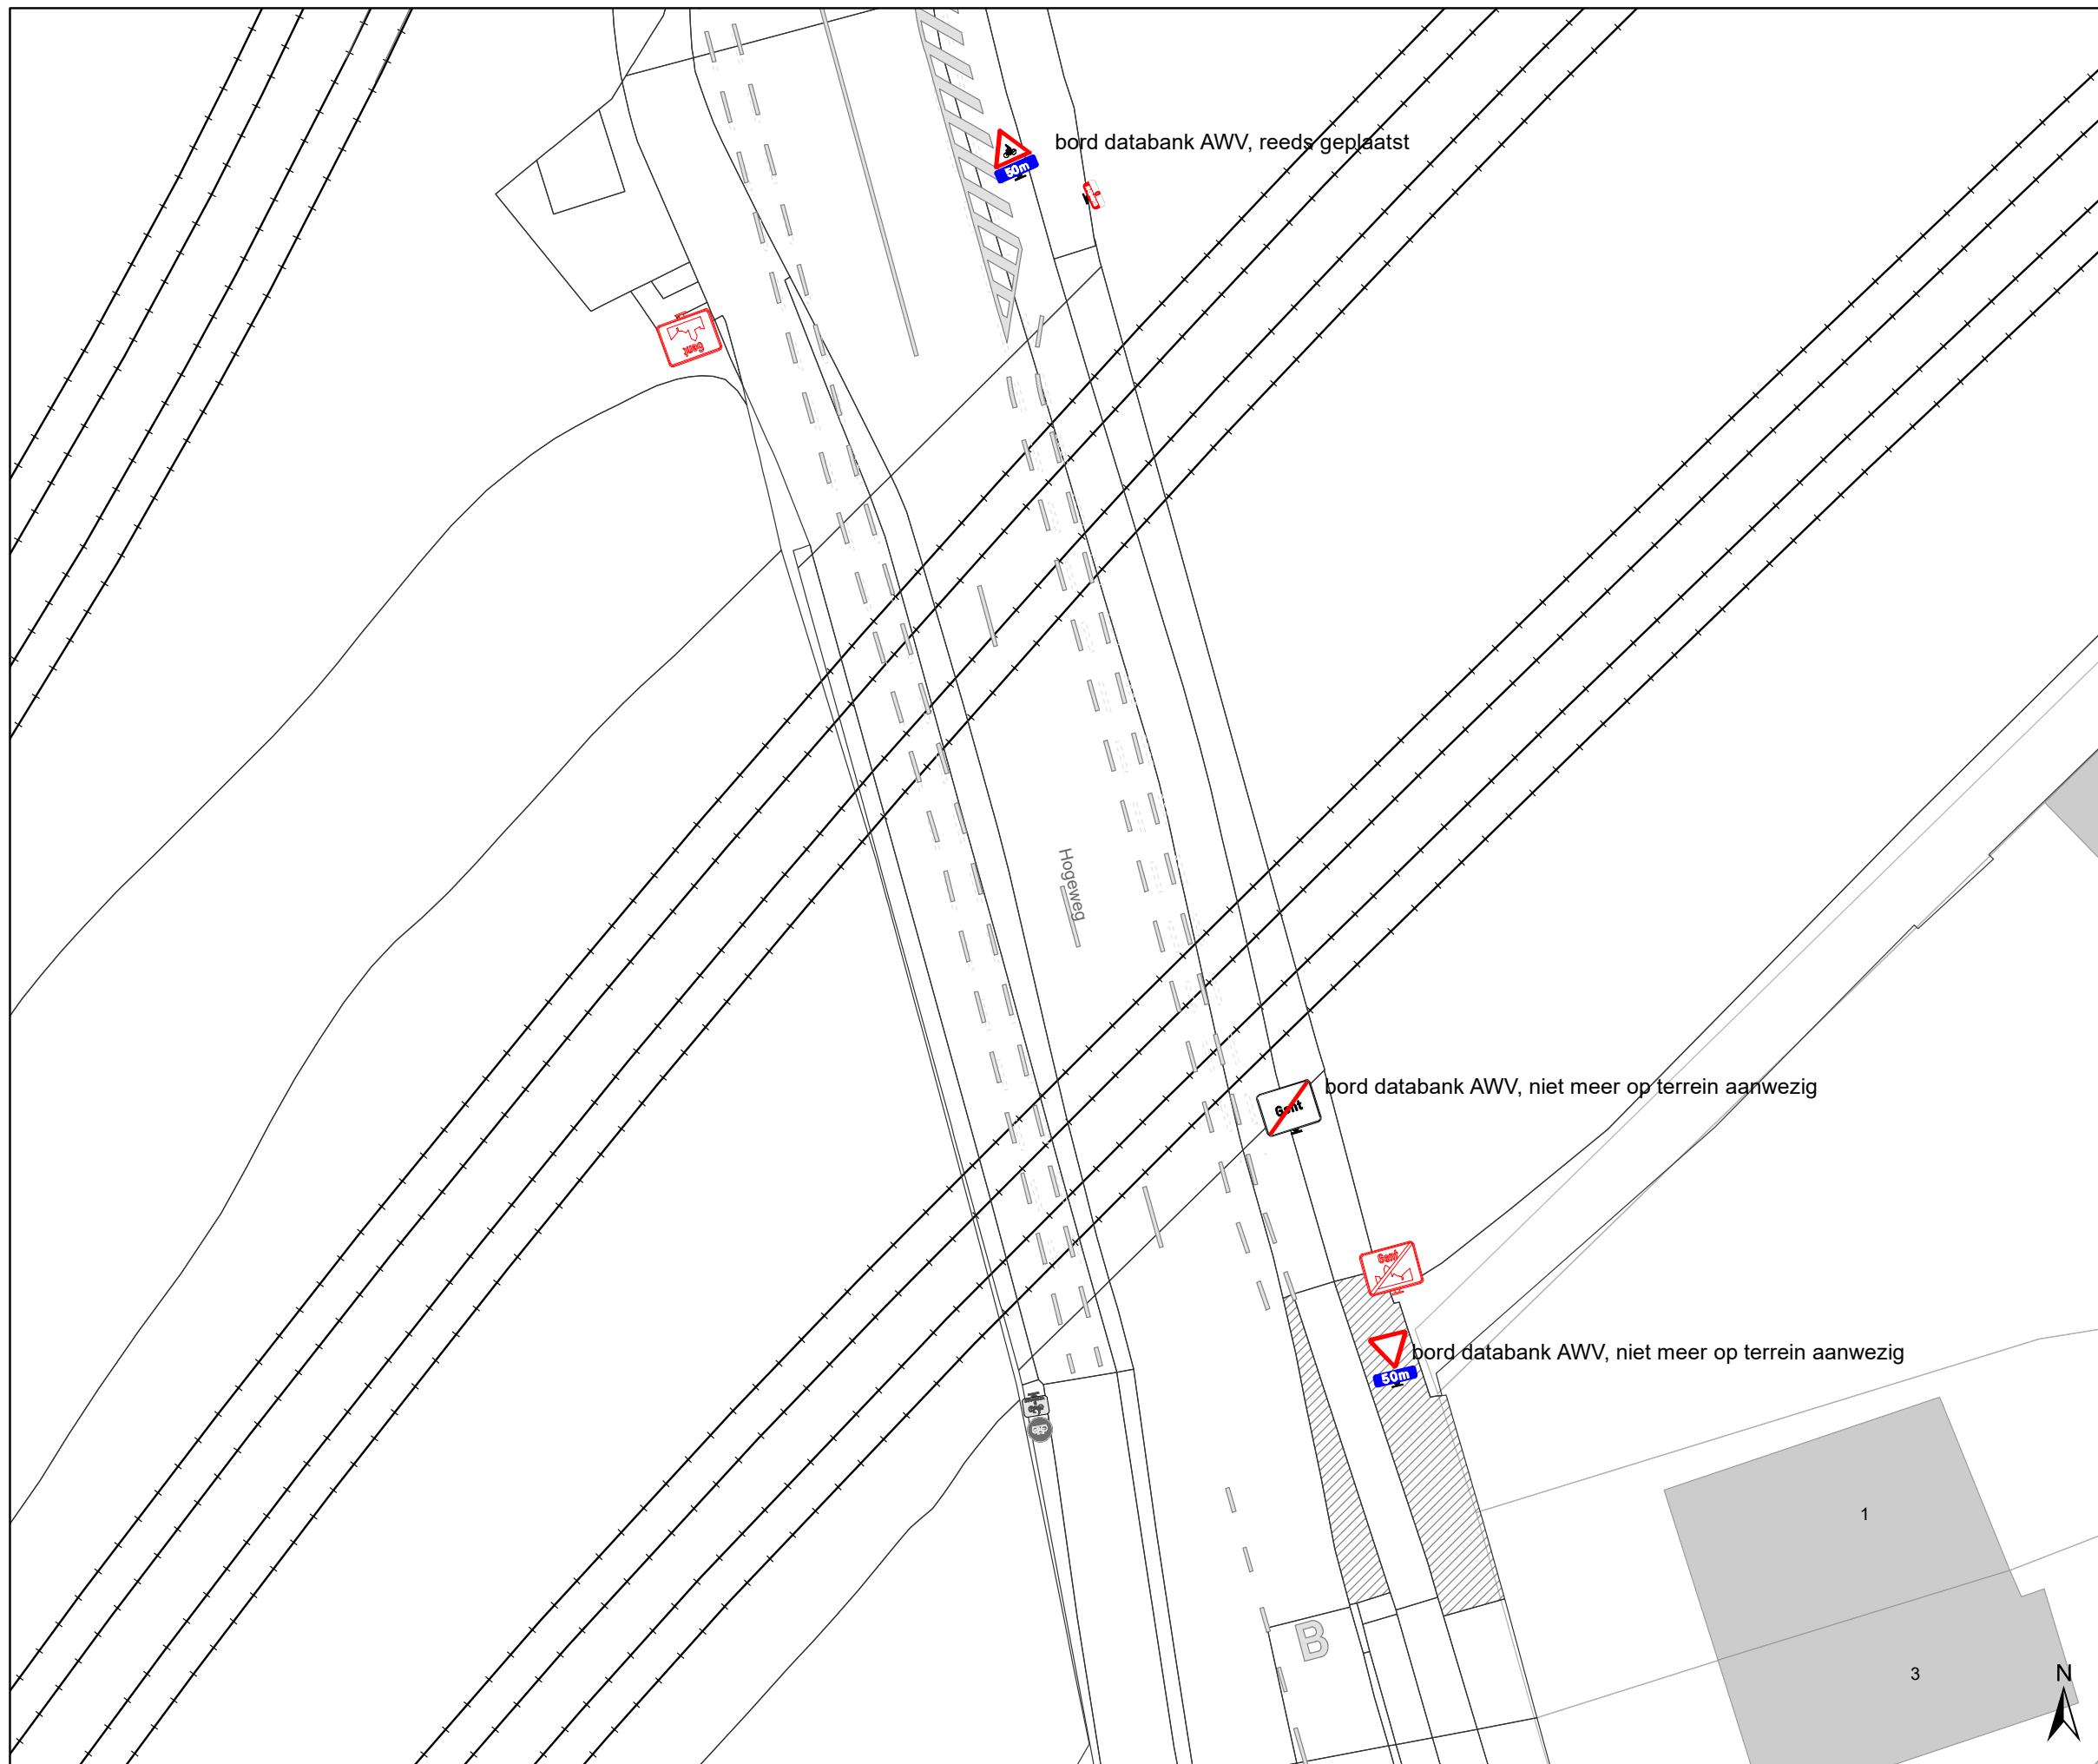 bord databank AWV, reeds geplaatst
50m
Gent
Hogeweg
bord databank AWV, niet meer op terrein aanwezig
Gent
Gent
bord databank AWV, niet meer op terrein aanwezig
50m
1
B
3
N